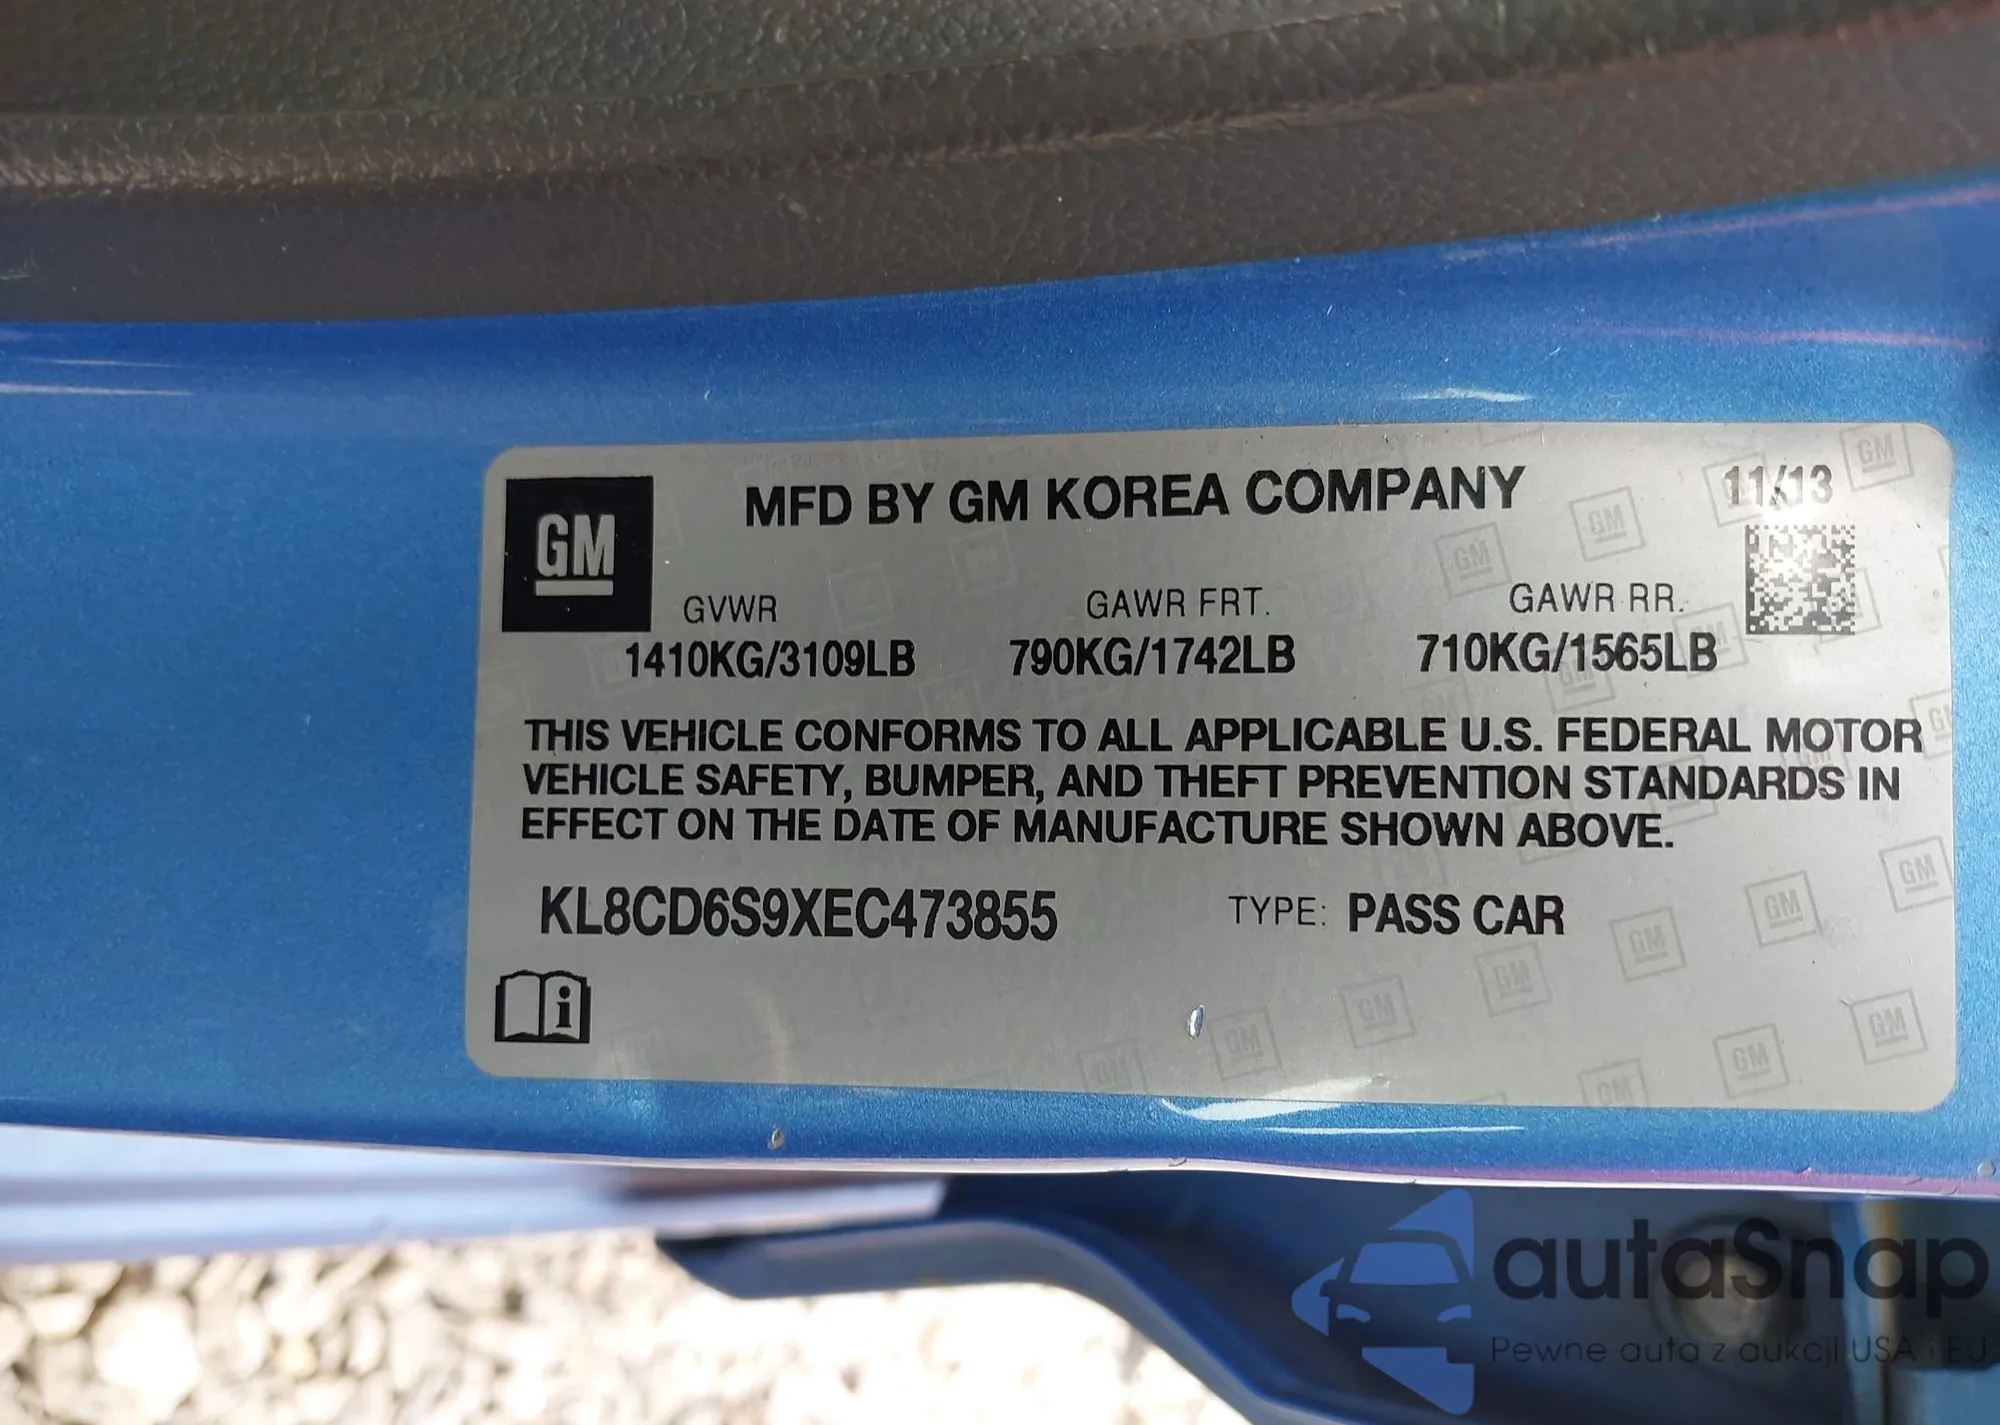 GM
MFD BY GM KOREA COMPANY
11/13
GVWR
GAWR FRT.
GAWR RR.
1410KG/3109LB
790KG/1742LB
710KG/1565LB
THIS VEHICLE CONFORMS TO ALL APPLICABLE U.S. FEDERAL MOTOR
VEHICLE SAFETY, BUMPER, AND THEFT PREVENTION STANDARDS IN
EFFECT ON THE DATE OF MANUFACTURE SHOWN ABOVE.
KL8CD6S9XEC473855
TYPE: PASS CAR
i
autaSnap
Pewne auta z aukcji USA i EU